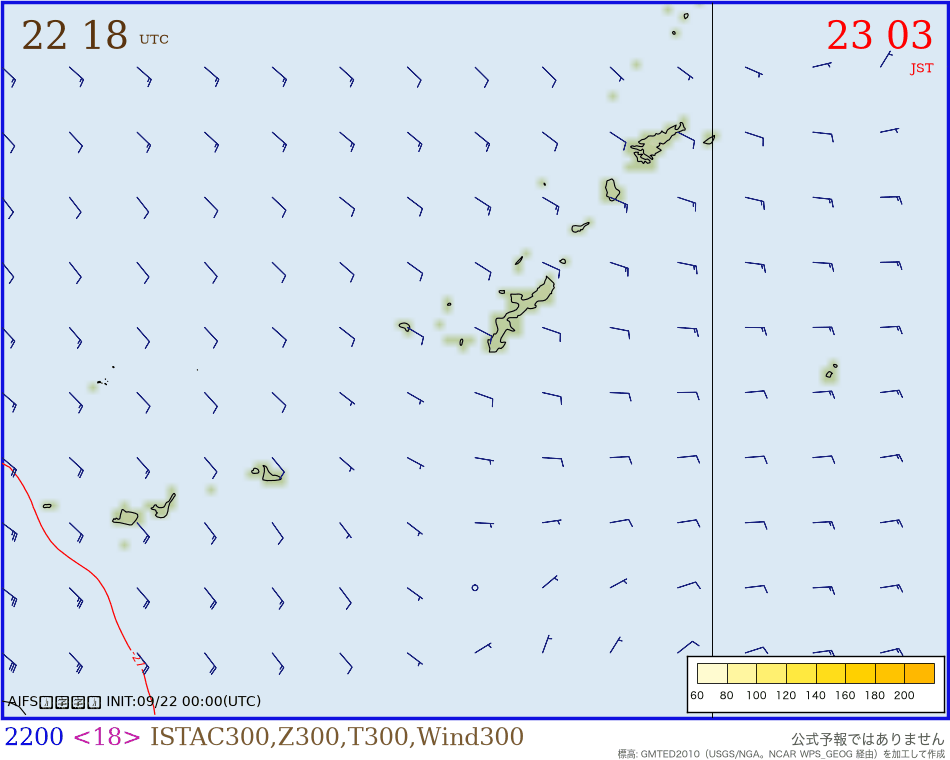 22 18 UTC
23 03
JST
-27
AIFS INIT:09/22 00:00(UTC)
60 80 100 120 140 160 180 200
2200 <18> ISTAC300,Z300,T300,Wind300
公式予報ではありません
標高: GMTED2010（USGS/NGA。NCAR WPS_GEOG 経由）を加工して作成